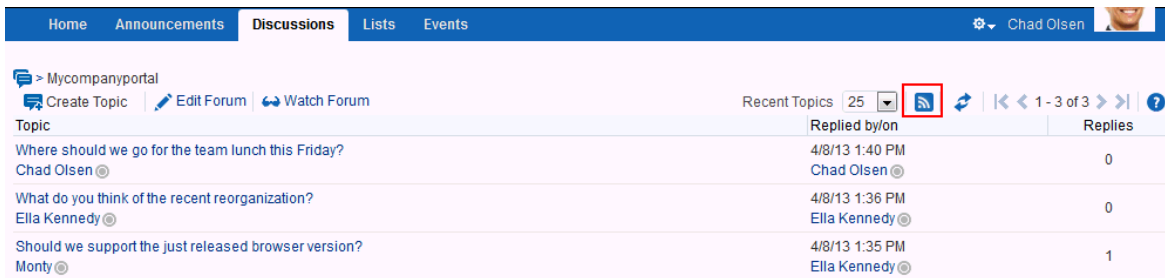 Home Announcements Discussions Lists Events Chad Olsen
> Mycompanyportal
Create Topic Edit Forum Watch Forum Recent Topics 25 1 - 3 of 3 ?
Topic Replied by/on Replies
Where should we go for the team lunch this Friday? 4/8/13 1:40 PM 0
Chad Olsen Chad Olsen
What do you think of the recent reorganization? 4/8/13 1:36 PM 0
Ella Kennedy Ella Kennedy
Should we support the just released browser version? 4/8/13 1:35 PM 1
Monty Ella Kennedy